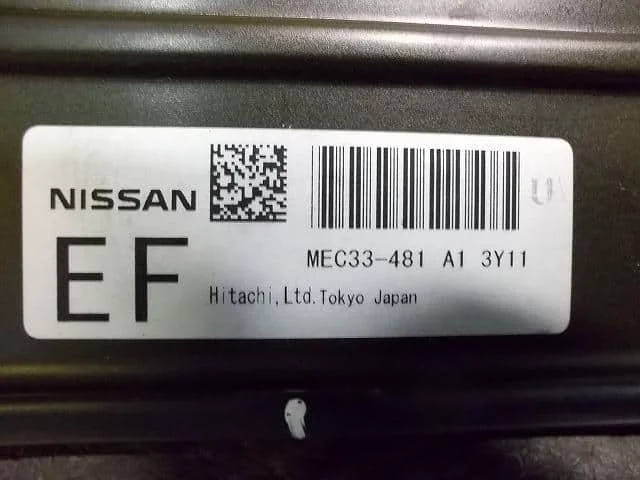 NISSAN
EF
MEC33-481 A1 3Y11
Hitachi,Ltd.Tokyo Japan